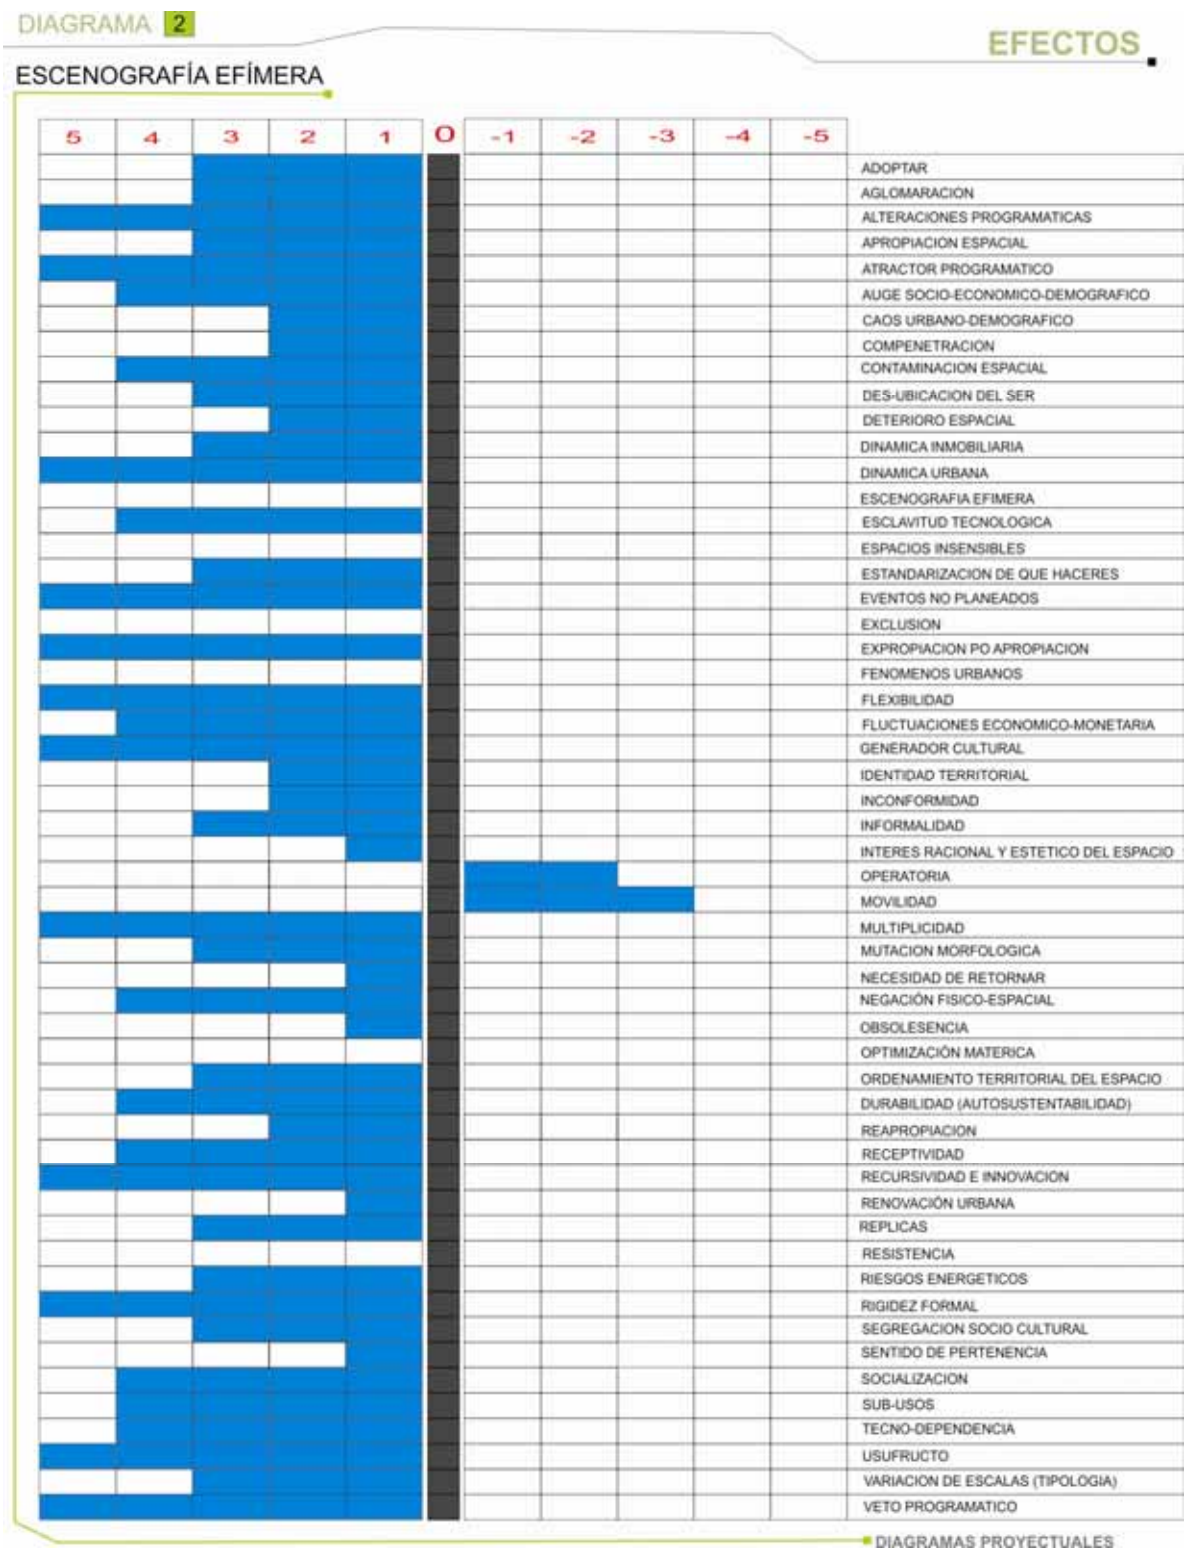 DIAGRAMA 2
EFECTOS
ESCENOGRAFÍA EFÍMERA
5 4 3 2 1 0 -1 -2 -3 -4 -5
ADOPTAR
AGLOMARACION
ALTERACIONES PROGRAMATICAS
APROPIACION ESPACIAL
ATRACTOR PROGRAMATICO
AUGE SOCIO-ECONOMICO-DEMOGRAFICO
CAOS URBANO-DEMOGRAFICO
COMPENETRACION
CONTAMINACION ESPACIAL
DES-UBICACION DEL SER
DETERIORO ESPACIAL
DINAMICA INMOBILIARIA
DINAMICA URBANA
ESCENOGRAFIA EFIMERA
ESCLAVITUD TECNOLOGICA
ESPACIOS INSENSIBLES
ESTANDARIZACION DE QUE HACERES
EVENTOS NO PLANEADOS
EXCLUSION
EXPROPIACION PO APROPIACION
FENOMENOS URBANOS
FLEXIBILIDAD
FLUCTUACIONES ECONOMICO-MONETARIA
GENERADOR CULTURAL
IDENTIDAD TERRITORIAL
INCONFORMIDAD
INFORMALIDAD
INTERES RACIONAL Y ESTETICO DEL ESPACIO
OPERATORIA
MOVILIDAD
MULTIPLICIDAD
MUTACION MORFOLOGICA
NECESIDAD DE RETORNAR
NEGACIÓN FISICO-ESPACIAL
OBSOLESENCIA
OPTIMIZACIÓN MATERICA
ORDENAMIENTO TERRITORIAL DEL ESPACIO
DURABILIDAD (AUTOSUSTENTABILIDAD)
REAPROPIACION
RECEPTIVIDAD
RECURSIVIDAD E INNOVACIÓN
RENOVACIÓN URBANA
REPLICAS
RESISTENCIA
RIESGOS ENERGETICOS
RIGIDEZ FORMAL
SEGREGACION SOCIO CULTURAL
SENTIDO DE PERTENENCIA
SOCIALIZACION
SUB-USOS
TECNO-DEPENDENCIA
USUFRUCTO
VARIACION DE ESCALAS (TIPOLOGIA)
VETO PROGRAMATICO
DIAGRAMAS PROYECTUALES